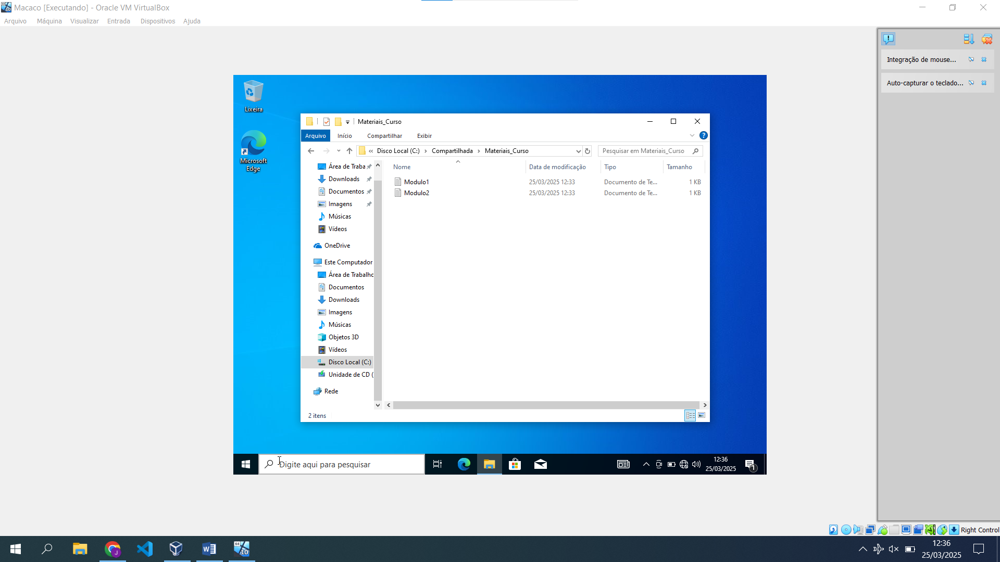 Macaco [Executando] - Oracle VM VirtualBox
Arquivo Máquina Visualizar Entrada Dispositivos Ajuda
Integração de mouse...
Auto-capturar o teclado...
Lixeira
Microsoft
Edge
Materiais_Curso
Arquivo Início Compartilhar Exibir
« Disco Local (C:) > Compartilhada > Materiais_Curso
Pesquisar em Materiais_Curso
Área de Traba
Downloads
Documentos
Imagens
Músicas
Vídeos
OneDrive
Este Computador
Área de Trabalho
Documentos
Downloads
Imagens
Músicas
Objetos 3D
Vídeos
Disco Local (C:)
Unidade de CD (
Rede
Nome Data de modificação Tipo Tamanho
Modulo1 25/03/2025 12:33 Documento de Te... 1 KB
Modulo2 25/03/2025 12:33 Documento de Te... 1 KB
2 itens
Digite aqui para pesquisar
12:36
25/03/2025
1
Right Control
12:36
25/03/2025